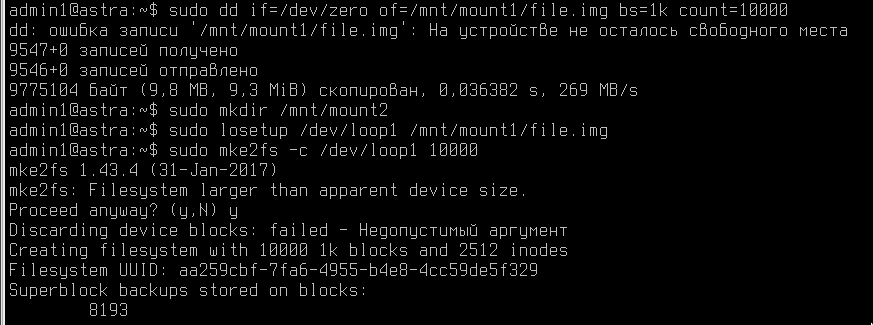 admin1@astra:~$ sudo dd if=/dev/zero of=/mnt/mount1/file.img bs=1k count=10000
dd: ошибка записи '/mnt/mount1/file.img': На устройстве не осталось свободного места
9547+0 записей получено
9546+0 записей отправлено
9775104 байт (9,8 MB, 9,3 MiB) скопирован, 0,036382 s, 269 MB/s
admin1@astra:~$ sudo mkdir /mnt/mount2
admin1@astra:~$ sudo losetup /dev/loop1 /mnt/mount1/file.img
admin1@astra:~$ sudo mke2fs -c /dev/loop1 10000
mke2fs 1.43.4 (31-Jan-2017)
mke2fs: Filesystem larger than apparent device size.
Proceed anyway? (y,N) y
Discarding device blocks: failed - Недопустимый аргумент
Creating filesystem with 10000 1k blocks and 2512 inodes
Filesystem UUID: aa259cbf-7fa6-4955-b4e8-4cc59de5f329
Superblock backups stored on blocks:
        8193